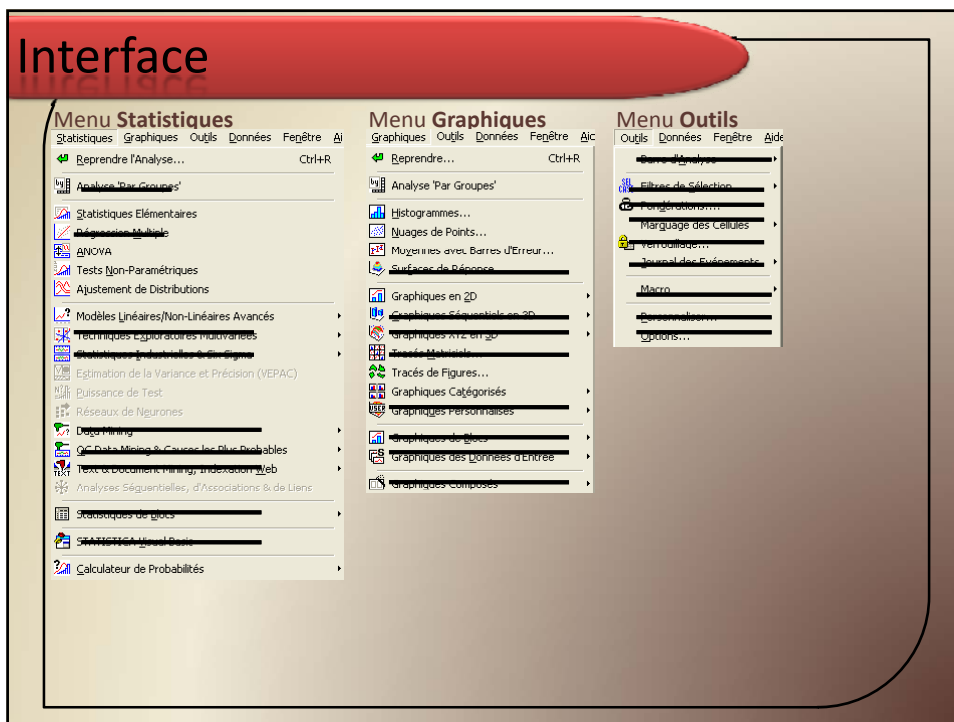 Interface
Menu Statistiques
Statistiques Graphiques Outils Données Fenêtre Ai
Reprendre l'Analyse... Ctrl+R
Analyse 'Par Groupes'
Statistiques Elémentaires
Régression Multiple
ANOVA
Tests Non-Paramétriques
Ajustement de Distributions
Modèles Linéaires/Non-Linéaires Avancés
Techniques Exploratoires Multivariées
Statistiques Industrielles & Six Sigma
Estimation de la Variance et Précision (VEPAC)
Puissance de Test
Réseaux de Neurones
Data Mining
QC Data Mining & Causes les Plus Probables
Text & Document Mining, Indexation Web
Analyses Séquentielles, d'Associations & de Liens
Statistiques de Blocs
STATISTICA Visual Basic
Calculateur de Probabilités
Menu Graphiques
Graphiques Outils Données Fenêtre Aic
Reprendre... Ctrl+R
Analyse 'Par Groupes'
Histogrammes...
Nuages de Points...
Moyennes avec Barres d'Erreur...
Surfaces de Réponse
Graphiques en 2D
Graphiques Séquentiels en 3D
Graphiques XYZ en 3D
Tracés Matriciels...
Tracés de Figures...
Graphiques Catégorisés
Graphiques Personnalisés
Graphiques de Blocs
Graphiques des Données d'Entrée
Graphiques Composés
Menu Outils
Outils Données Fenêtre Aide
Barre d'Analyse
Filtres de Sélection
Pondérations...
Marquage des Cellules
Verrouillage...
Journal des Evénements
Macro
Personnaliser...
Options...